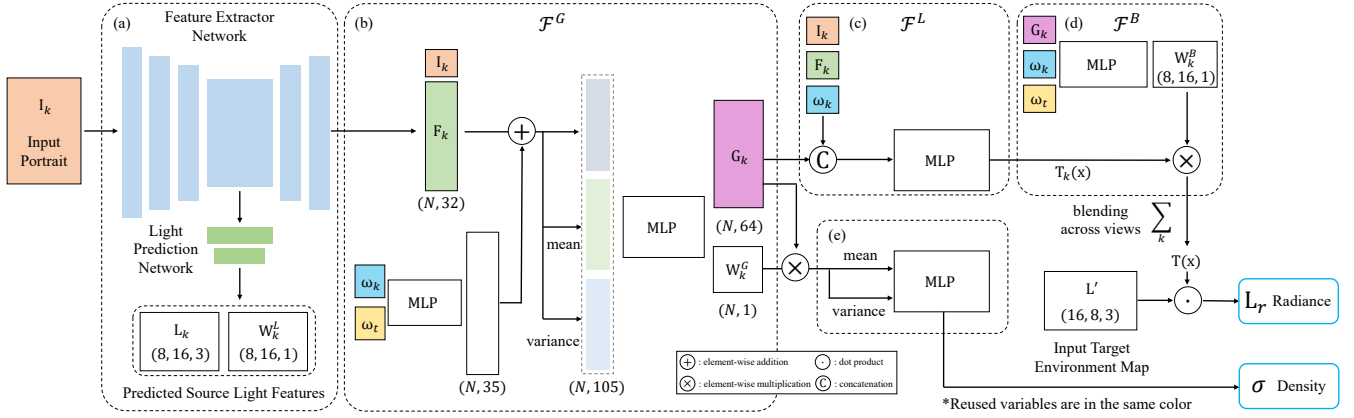 (a)
Feature Extractor
Network
I_k
Input
Portrait
Light
Prediction
Network
L_k
(8, 16, 3)
W_k^L
(8, 16, 1)
Predicted Source Light Features
(b)
ℱ^G
I_k
F_k
(N, 32)
ω_k
ω_t
MLP
(N, 35)
+
mean
variance
(N, 105)
MLP
G_k
(N, 64)
W_k^G
(N, 1)
×
(c)
ℱ^L
I_k
F_k
ω_k
C
MLP
T_k(x)
(d)
ℱ^B
G_k
ω_k
ω_t
MLP
W_k^B
(8, 16, 1)
×
blending
across views
∑
k
T(x)
(e)
mean
variance
MLP
L′
(16, 8, 3)
Input Target
Environment Map
·
L_r Radiance
σ Density
+ : element-wise addition
· : dot product
× : element-wise multiplication
C : concatenation
*Reused variables are in the same color